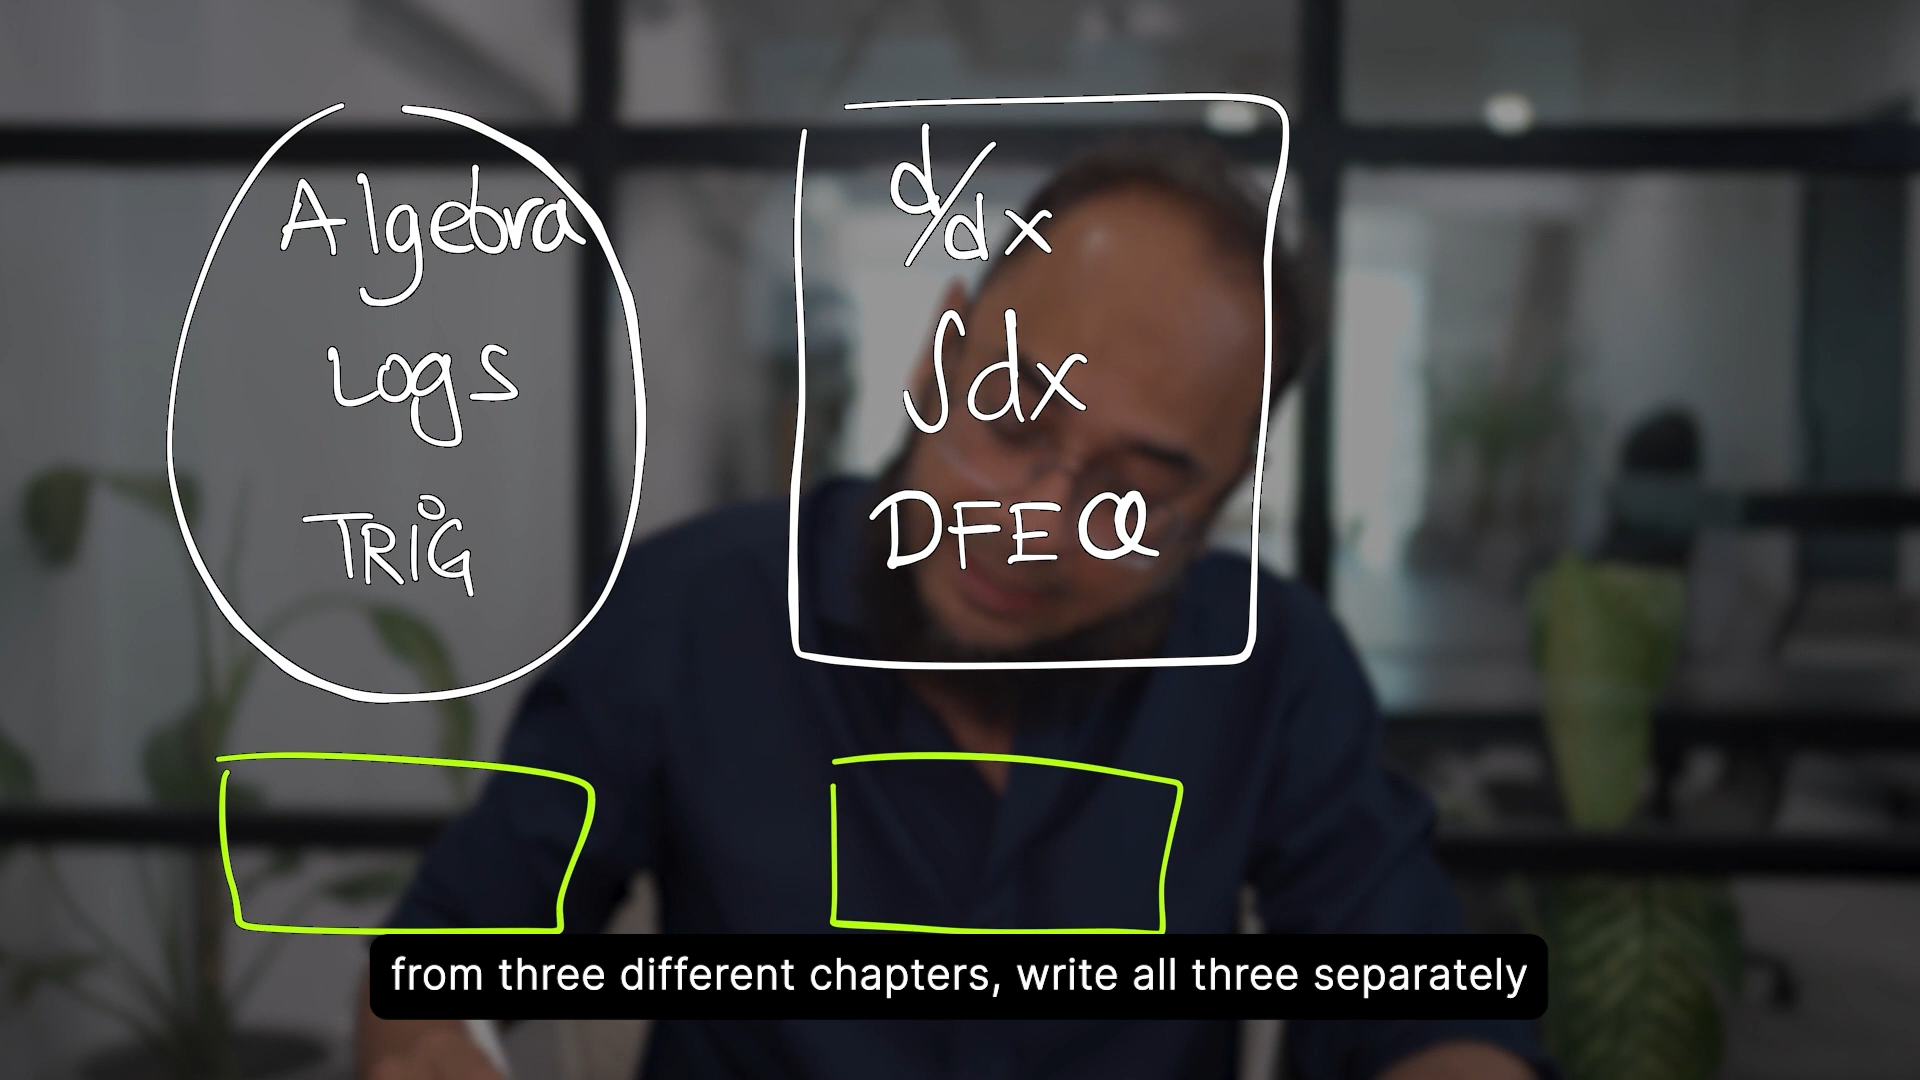 Algebra
Logs
TRIG
d/dx
∫dx
DFEQ
from three different chapters, write all three separately